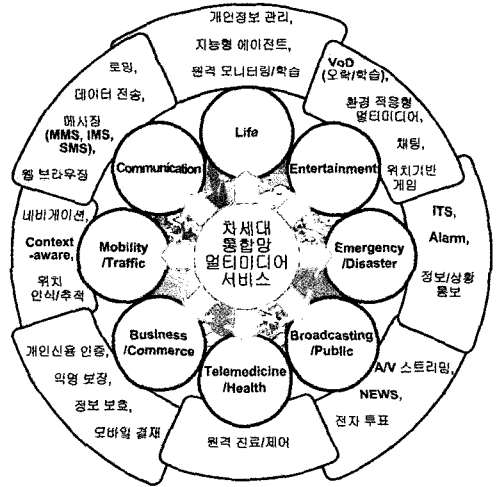 개인정보 관리,
지능형 에이전트,
원격 모니터링/학습
Life
VoD
(오락/학습),
환경 적응형
멀티미디어,
채팅,
위치기반
게임
Entertainment
ITS,
Alarm,
정보/상황
통보
Emergency
/Disaster
A/V 스트리밍,
NEWS,
전자 투표
Broadcasting
/Public
원격 진료/제어
Telemedicine
/Health
개인신용 인증,
익명 보장,
정보 보호,
모바일 결재
Business
/Commerce
네비게이션,
Context
-aware,
위치
인식/추적
Mobility
/Traffic
로밍,
데이터 전송,
메시징
(MMS, IMS,
SMS),
웹 브라우징
Communication
차세대
통합망
멀티미디어
서비스